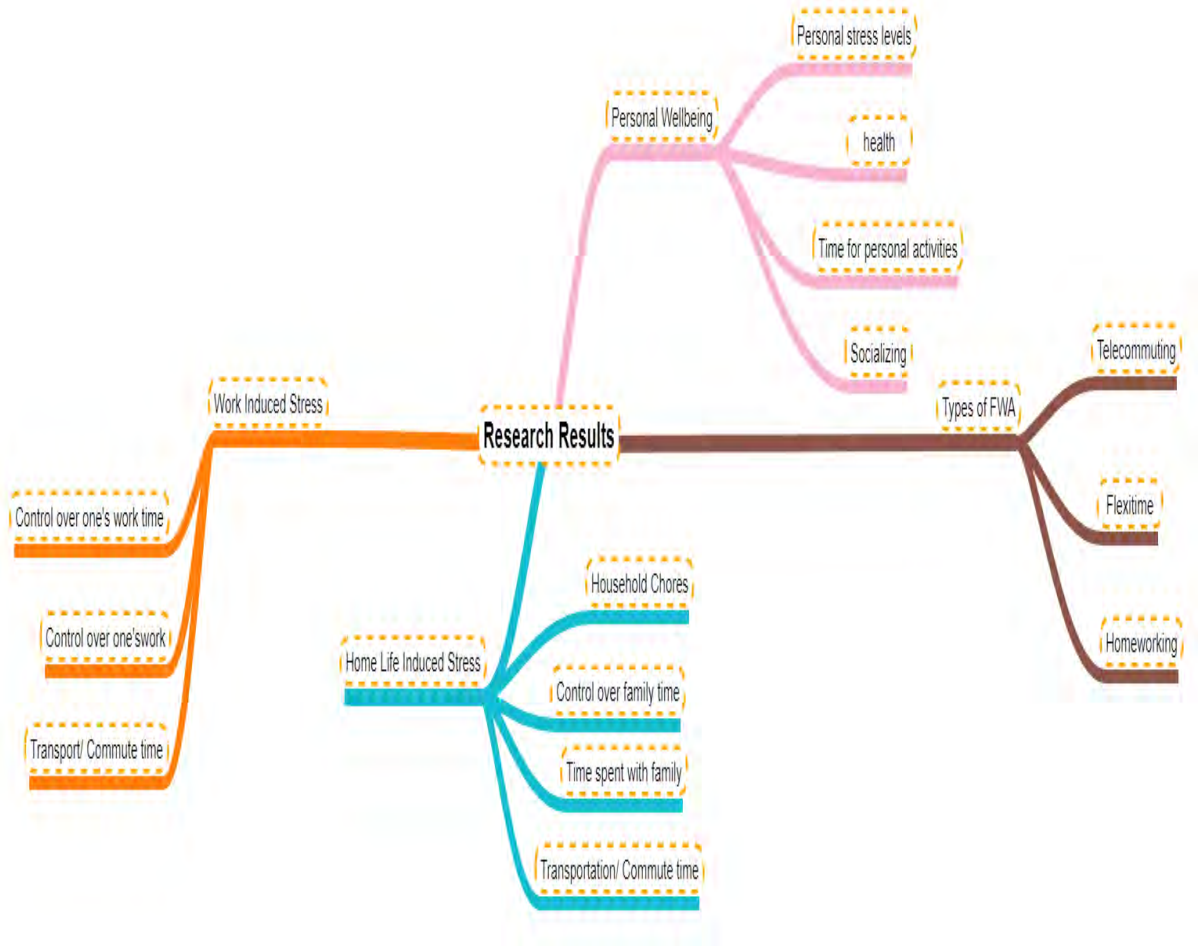 Personal stress levels
Personal Wellbeing
health
Time for personal activities
Socializing
Telecommuting
Types of FWA
Flexitime
Homeworking
Research Results
Work Induced Stress
Control over one's work time
Control over one'swork
Transport/ Commute time
Home Life Induced Stress
Household Chores
Control over family time
Time spent with family
Transportation/ Commute time